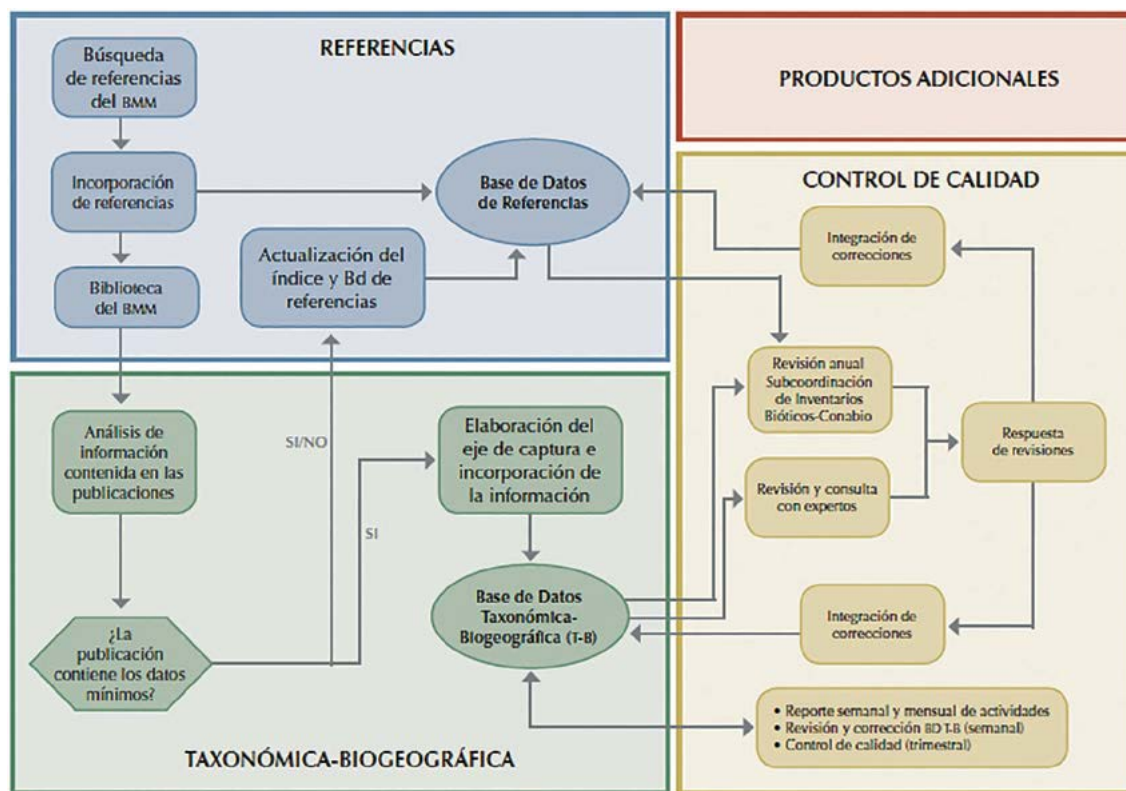 REFERENCIAS
Búsqueda
de referencias
del BMM
Incorporación
de referencias
Biblioteca
del BMM
Base de Datos
de Referencias
Actualización del
índice y Bd de
referencias
PRODUCTOS ADICIONALES
CONTROL DE CALIDAD
Integración de
correcciones
Revisión anual
Subcoordinación
de Inventarios
Bióticos-Conabio
Respuesta
de revisiones
Revisión y consulta
con expertos
Integración de
correcciones
• Reporte semanal y mensual de actividades
• Revisión y corrección BD T-B (semanal)
• Control de calidad (trimestral)
Análisis de
información
contenida en las
publicaciones
SI/NO
SI
Elaboración del
eje de captura e
incorporación de
la información
Base de Datos
Taxonómica-
Biogeográfica (T-B)
¿La
publicación
contiene los datos
mínimos?
TAXONÓMICA-BIOGEOGRÁFICA